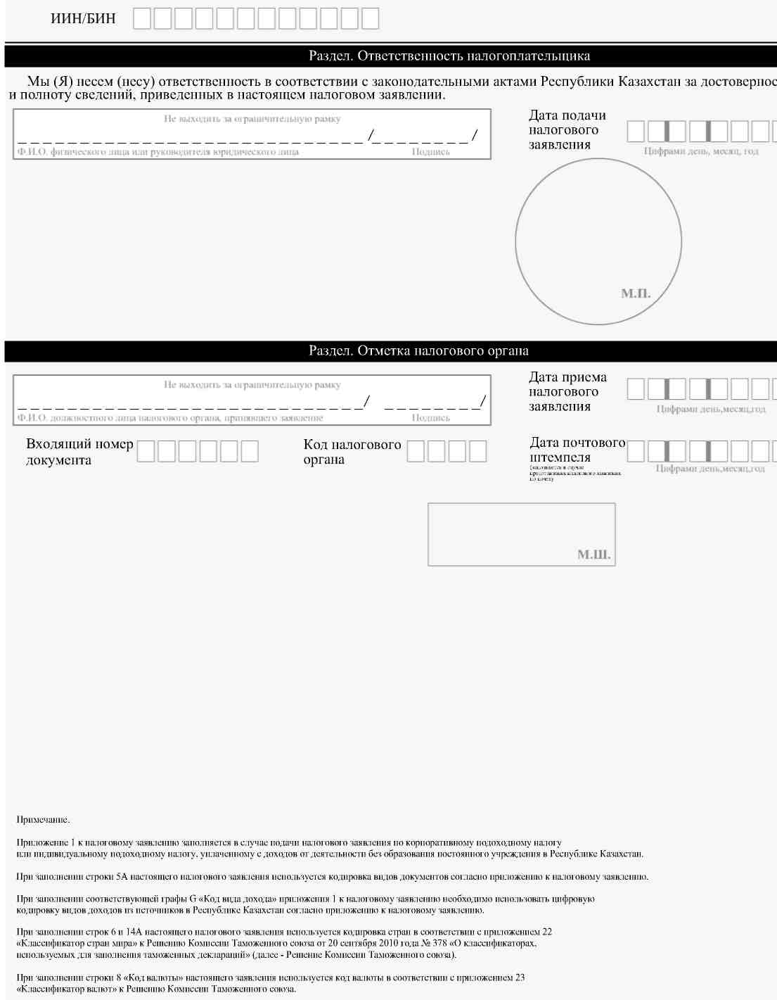 ИИН/БИН
Раздел. Ответственность налогоплательщика
Мы (Я) несем (несу) ответственность в соответствии с законодательными актами Республики Казахстан за достовернос
и полноту сведений, приведенных в настоящем налоговом заявлении.
Не выходить за ограничительную рамку
Ф.И.О. физического лица или руководителя юридического лица Подпись
Дата подачи
налогового
заявления
Цифрами день, месяц, год
М.П.
Раздел. Отметка налогового органа
Не выходить за ограничительную рамку
Ф.И.О. должностного лица налогового органа, принявшего заявление Подпись
Дата приема
налогового
заявления
Цифрами день,месяц,год
Входящий номер
документа
Код налогового
органа
Дата почтового
штемпеля
(заполняется в случае
представления налогового заявления
по почте)
Цифрами день,месяц,год
М.Ш.
Примечание.
Приложение 1 к налоговому заявлению заполняется в случае подачи налогового заявления по корпоративному подоходному налогу
или индивидуальному подоходному налогу, уплаченному с доходов от деятельности без образования постоянного учреждения в Республике Казахстан.
При заполнении строки 5А настоящего налогового заявления используется кодировка видов документов согласно приложению к налоговому заявлению.
При заполнении соответствующей графы G «Код вида дохода» приложения 1 к налоговому заявлению необходимо использовать цифровую
кодировку видов доходов из источников в Республике Казахстан согласно приложению к налоговому заявлению.
При заполнении строк 6 и 14А настоящего налогового заявления используется кодировка стран в соответствии с приложением 22
«Классификатор стран мира» к Решению Комиссии Таможенного союза от 20 сентября 2010 года № 378 «О классификаторах,
используемых для заполнения таможенных деклараций» (далее - Решение Комиссии Таможенного союза).
При заполнении строки 8 «Код валюты» настоящего заявления используется код валюты в соответствии с приложением 23
«Классификатор валют» к Решению Комиссии Таможенного союза.